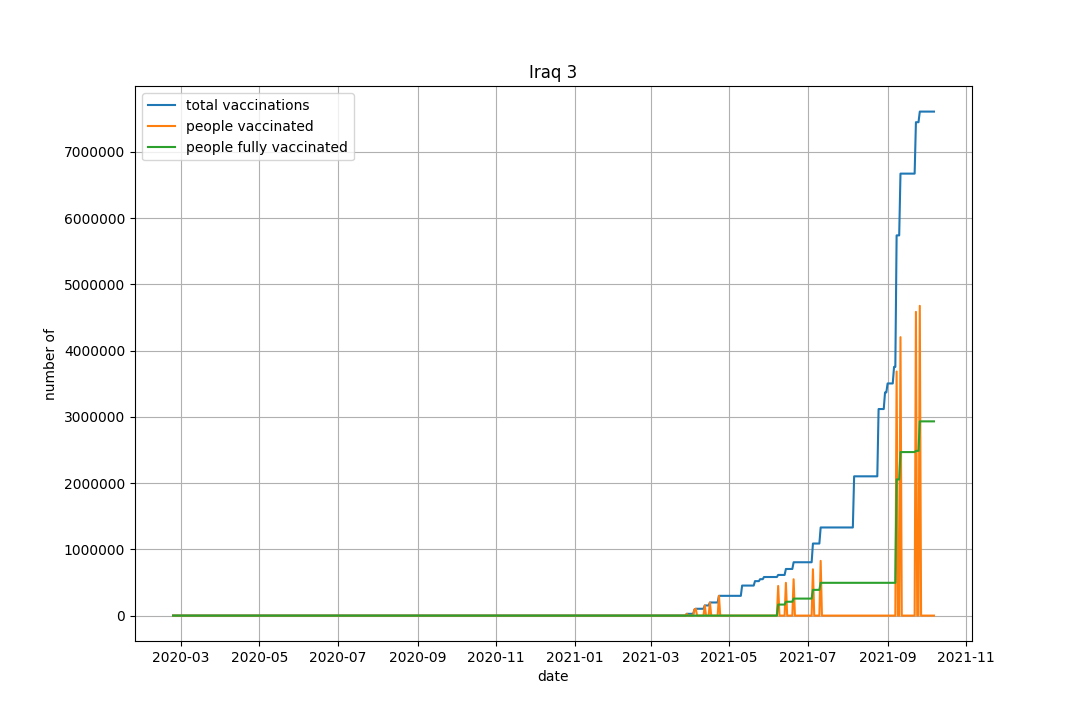 Iraq 3
total vaccinations
people vaccinated
people fully vaccinated
number of
7000000
6000000
5000000
4000000
3000000
2000000
1000000
0
2020-03 2020-05 2020-07 2020-09 2020-11 2021-01 2021-03 2021-05 2021-07 2021-09 2021-11
date